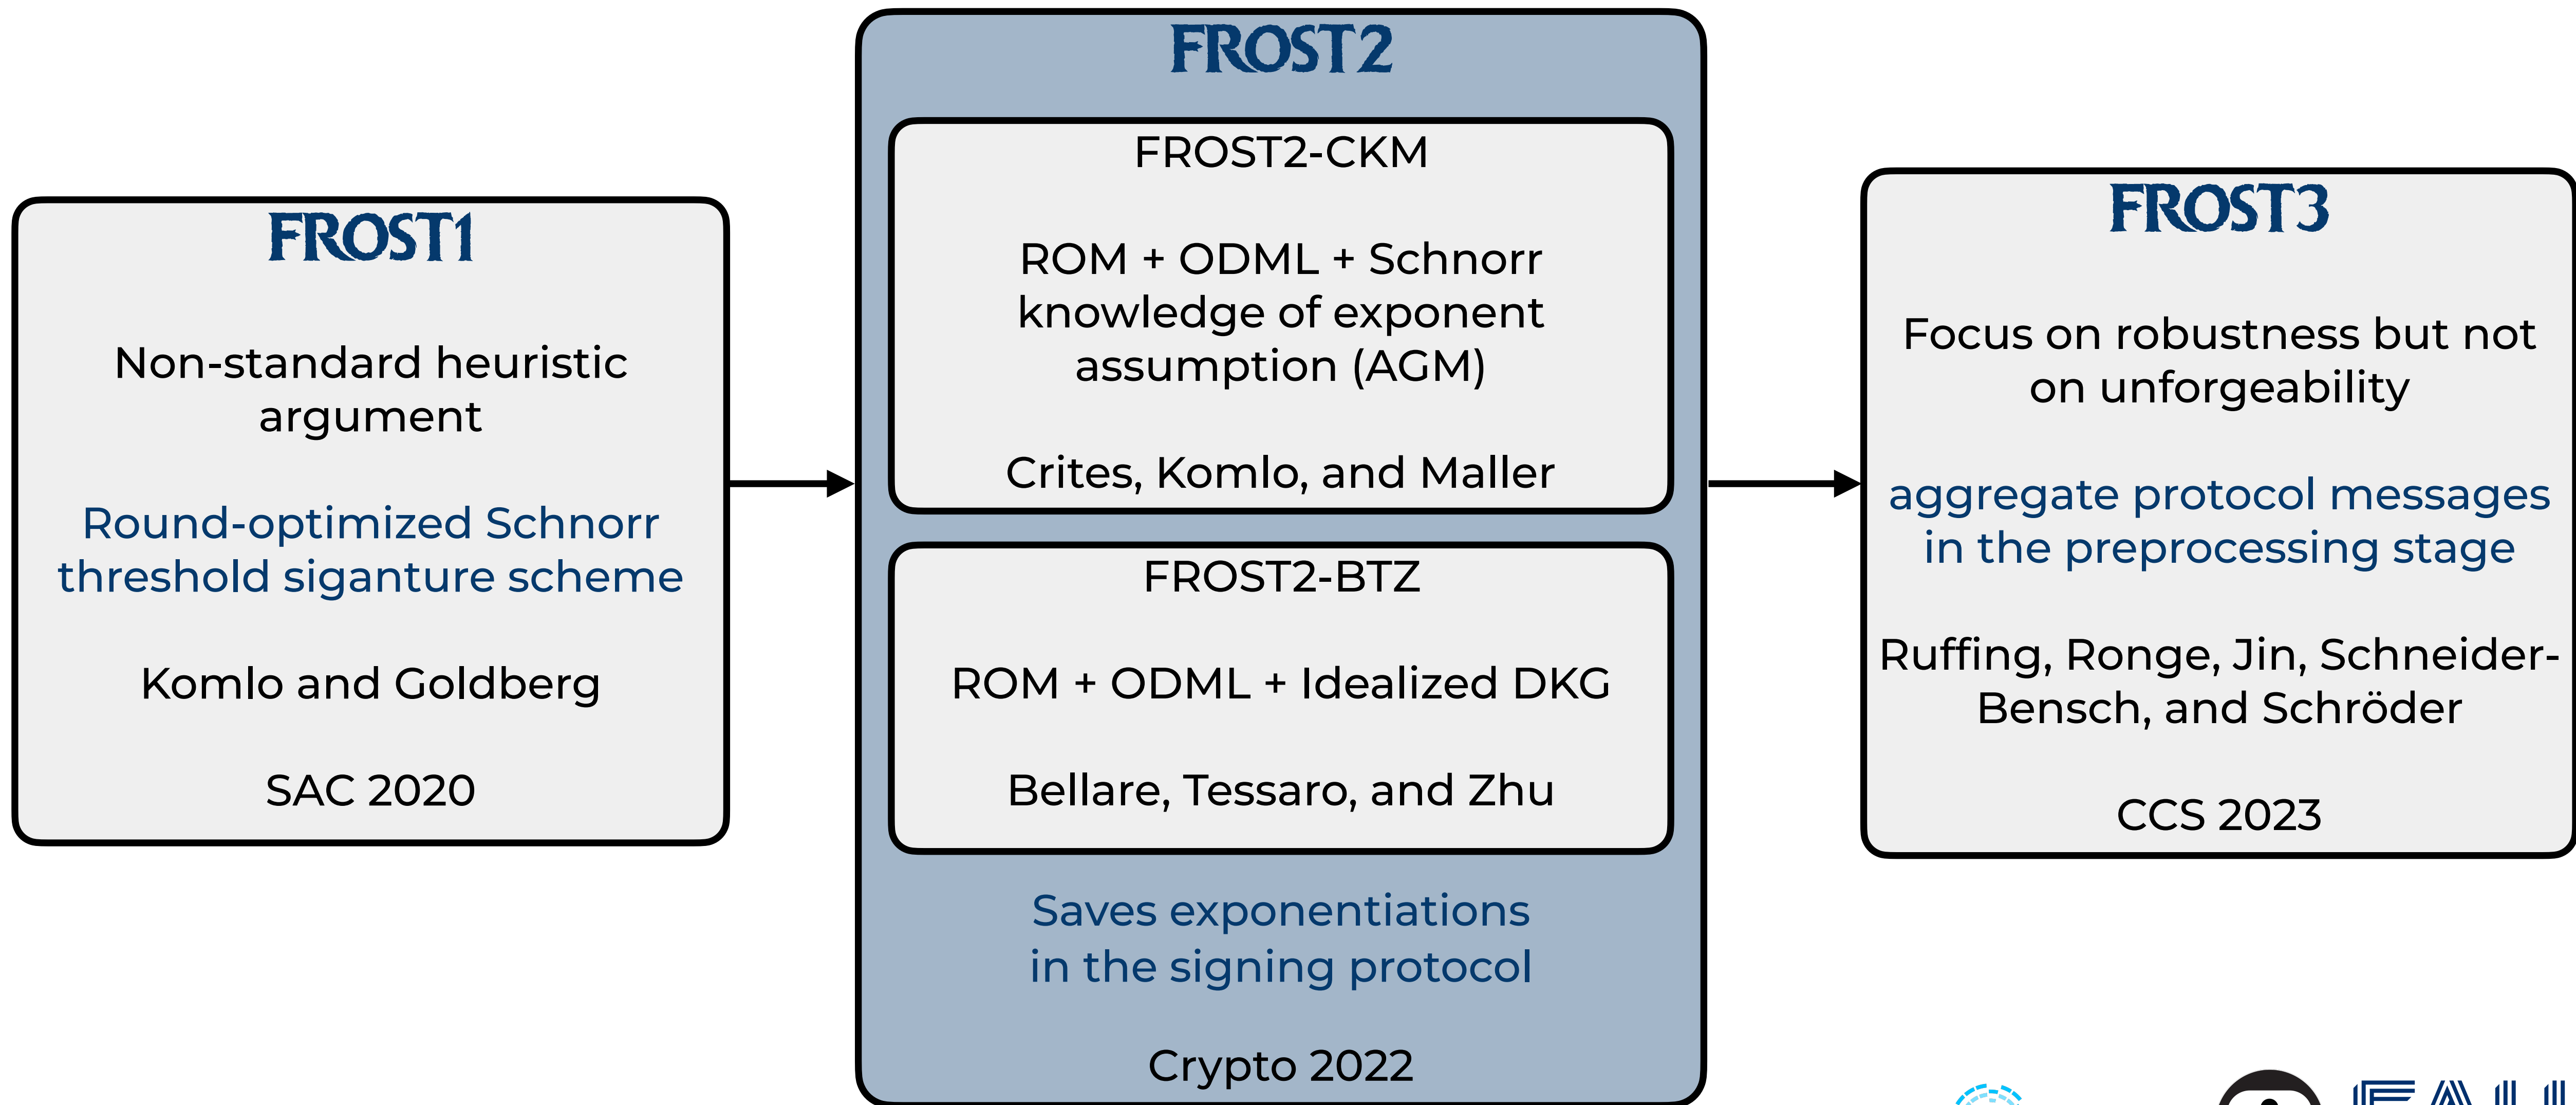 FROST1
Non-standard heuristic
argument
Round-optimized Schnorr
threshold siganture scheme
Komlo and Goldberg
SAC 2020
FROST2
FROST2-CKM
ROM + ODML + Schnorr
knowledge of exponent
assumption (AGM)
Crites, Komlo, and Maller
FROST2-BTZ
ROM + ODML + Idealized DKG
Bellare, Tessaro, and Zhu
Saves exponentiations
in the signing protocol
Crypto 2022
FROST3
Focus on robustness but not
on unforgeability
aggregate protocol messages
in the preprocessing stage
Ruffing, Ronge, Jin, Schneider-
Bensch, and Schröder
CCS 2023